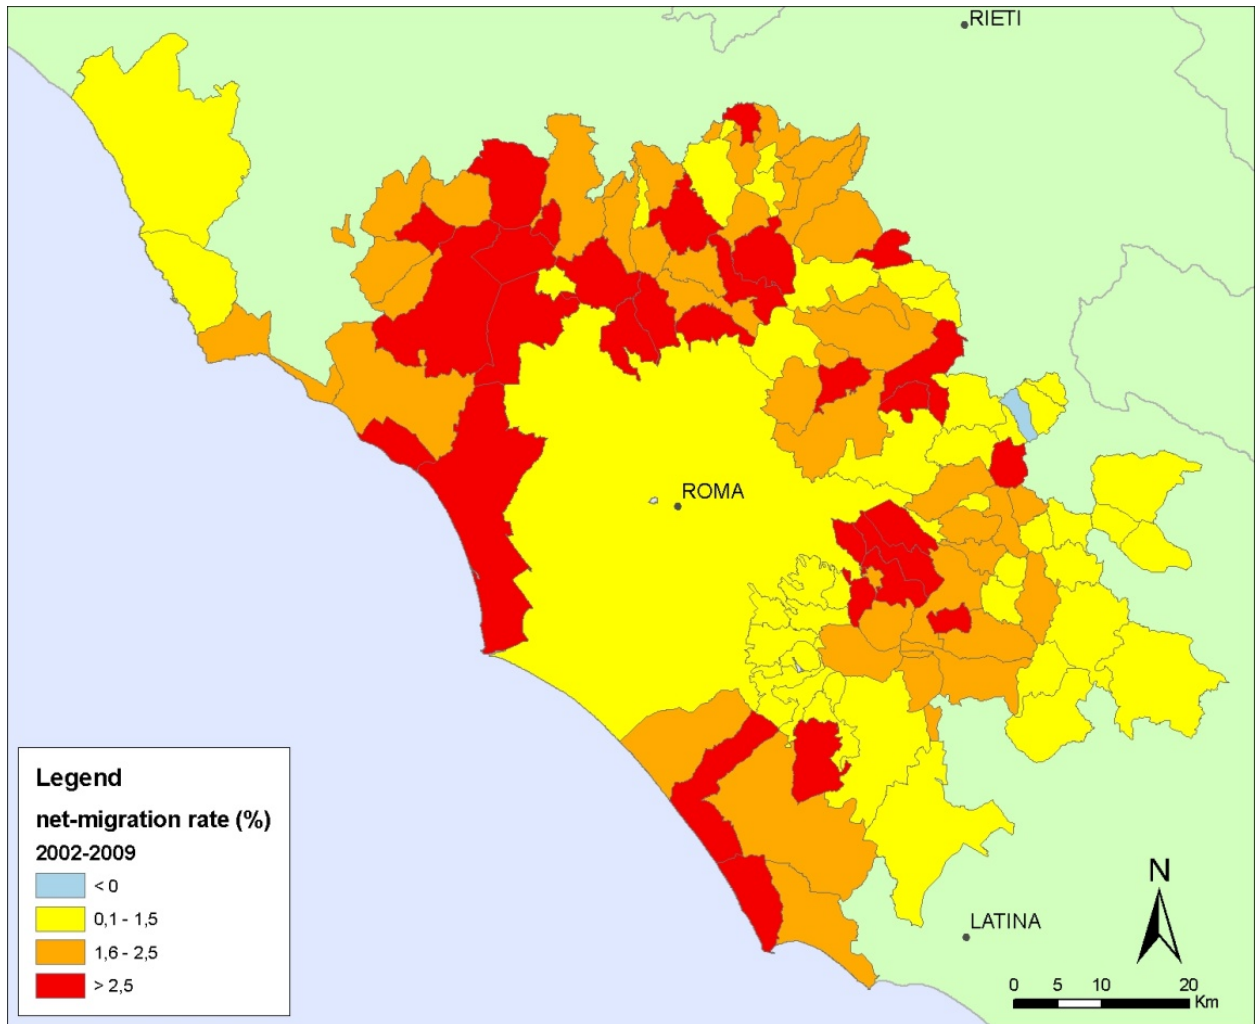 RIETI
ROMA
Legend
net-migration rate (%)
2002-2009
< 0
0,1 - 1,5
1,6 - 2,5
> 2,5
LATINA
N
0 5 10 20
Km